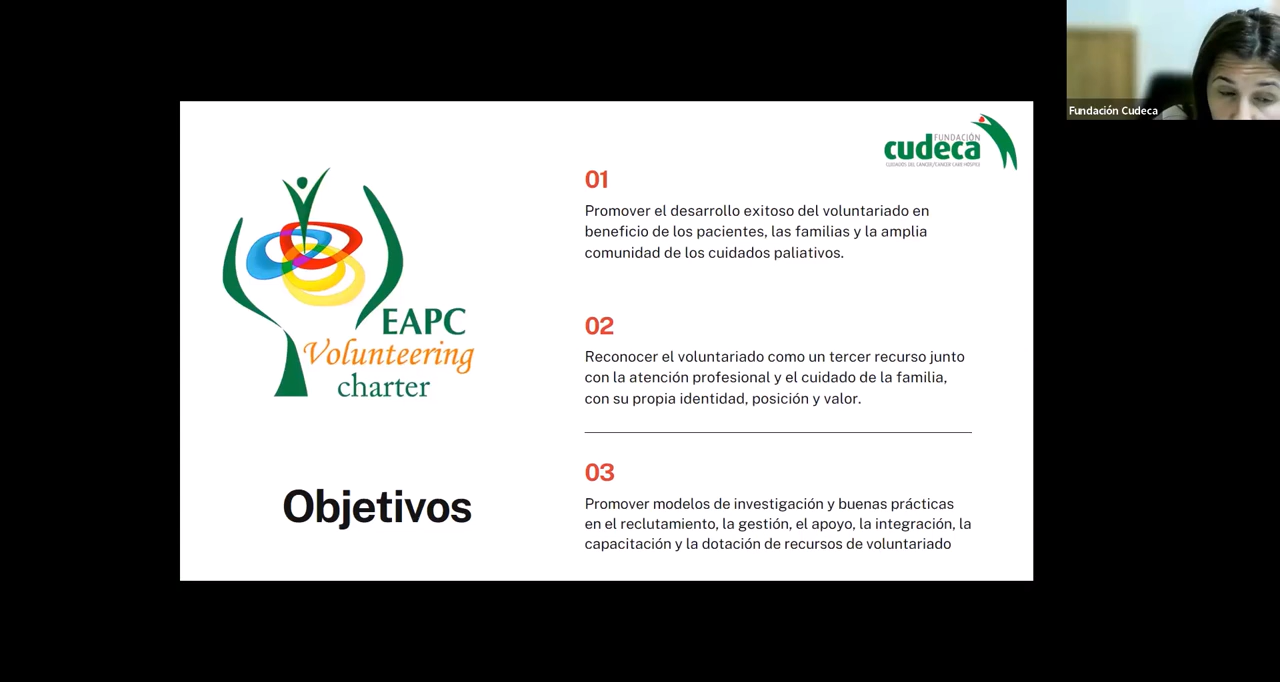 FUNDACIÓN
cudeca
CUIDADOS DEL CANCER/CANCER CARE HOSPICE
EAPC
Volunteering
charter
Objetivos
01
Promover el desarrollo exitoso del voluntariado en
beneficio de los pacientes, las familias y la amplia
comunidad de los cuidados paliativos.
02
Reconocer el voluntariado como un tercer recurso junto
con la atención profesional y el cuidado de la familia,
con su propia identidad, posición y valor.
03
Promover modelos de investigación y buenas prácticas
en el reclutamiento, la gestión, el apoyo, la integración, la
capacitación y la dotación de recursos de voluntariado
Fundación Cudeca